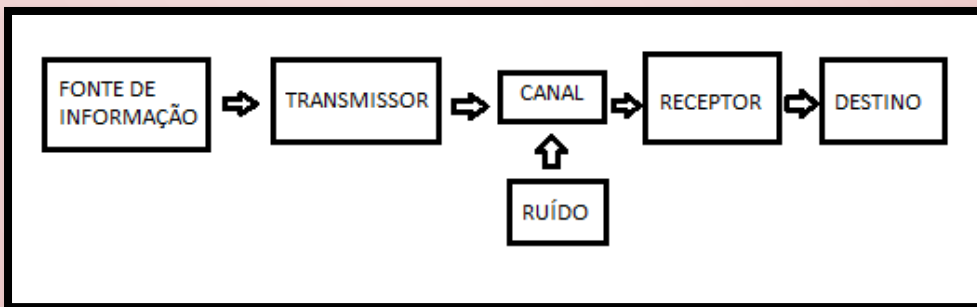 FONTE DE
INFORMAÇÃO
TRANSMISSOR
CANAL
RECEPTOR
DESTINO
RUÍDO